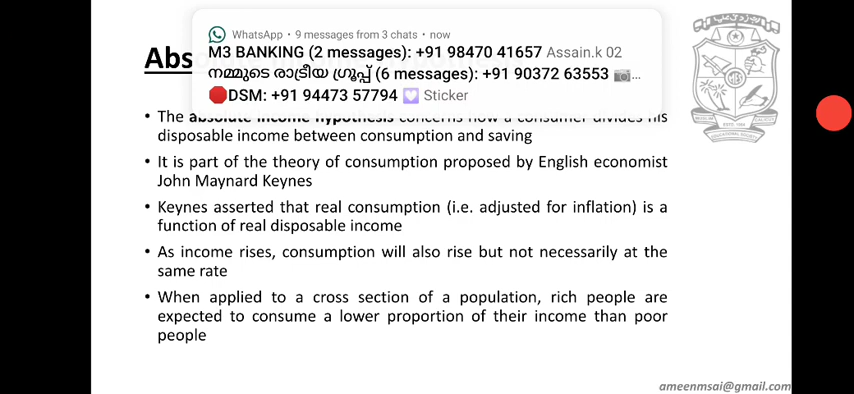 WhatsApp • 9 messages from 3 chats • now
M3 BANKING (2 messages): +91 98470 41657 Assain.k 02
നമ്മുടെ രാട്രീയ ഗ്രൂപ്പ് (6 messages): +91 90372 63553 📷...
🛑DSM: +91 94473 57794 💟 Sticker
Abs
• The absolute income hypothesis concerns how a consumer divides his
disposable income between consumption and saving
• It is part of the theory of consumption proposed by English economist
John Maynard Keynes
• Keynes asserted that real consumption (i.e. adjusted for inflation) is a
function of real disposable income
• As income rises, consumption will also rise but not necessarily at the
same rate
• When applied to a cross section of a population, rich people are
expected to consume a lower proportion of their income than poor
people
ameenmsai@gmail.com